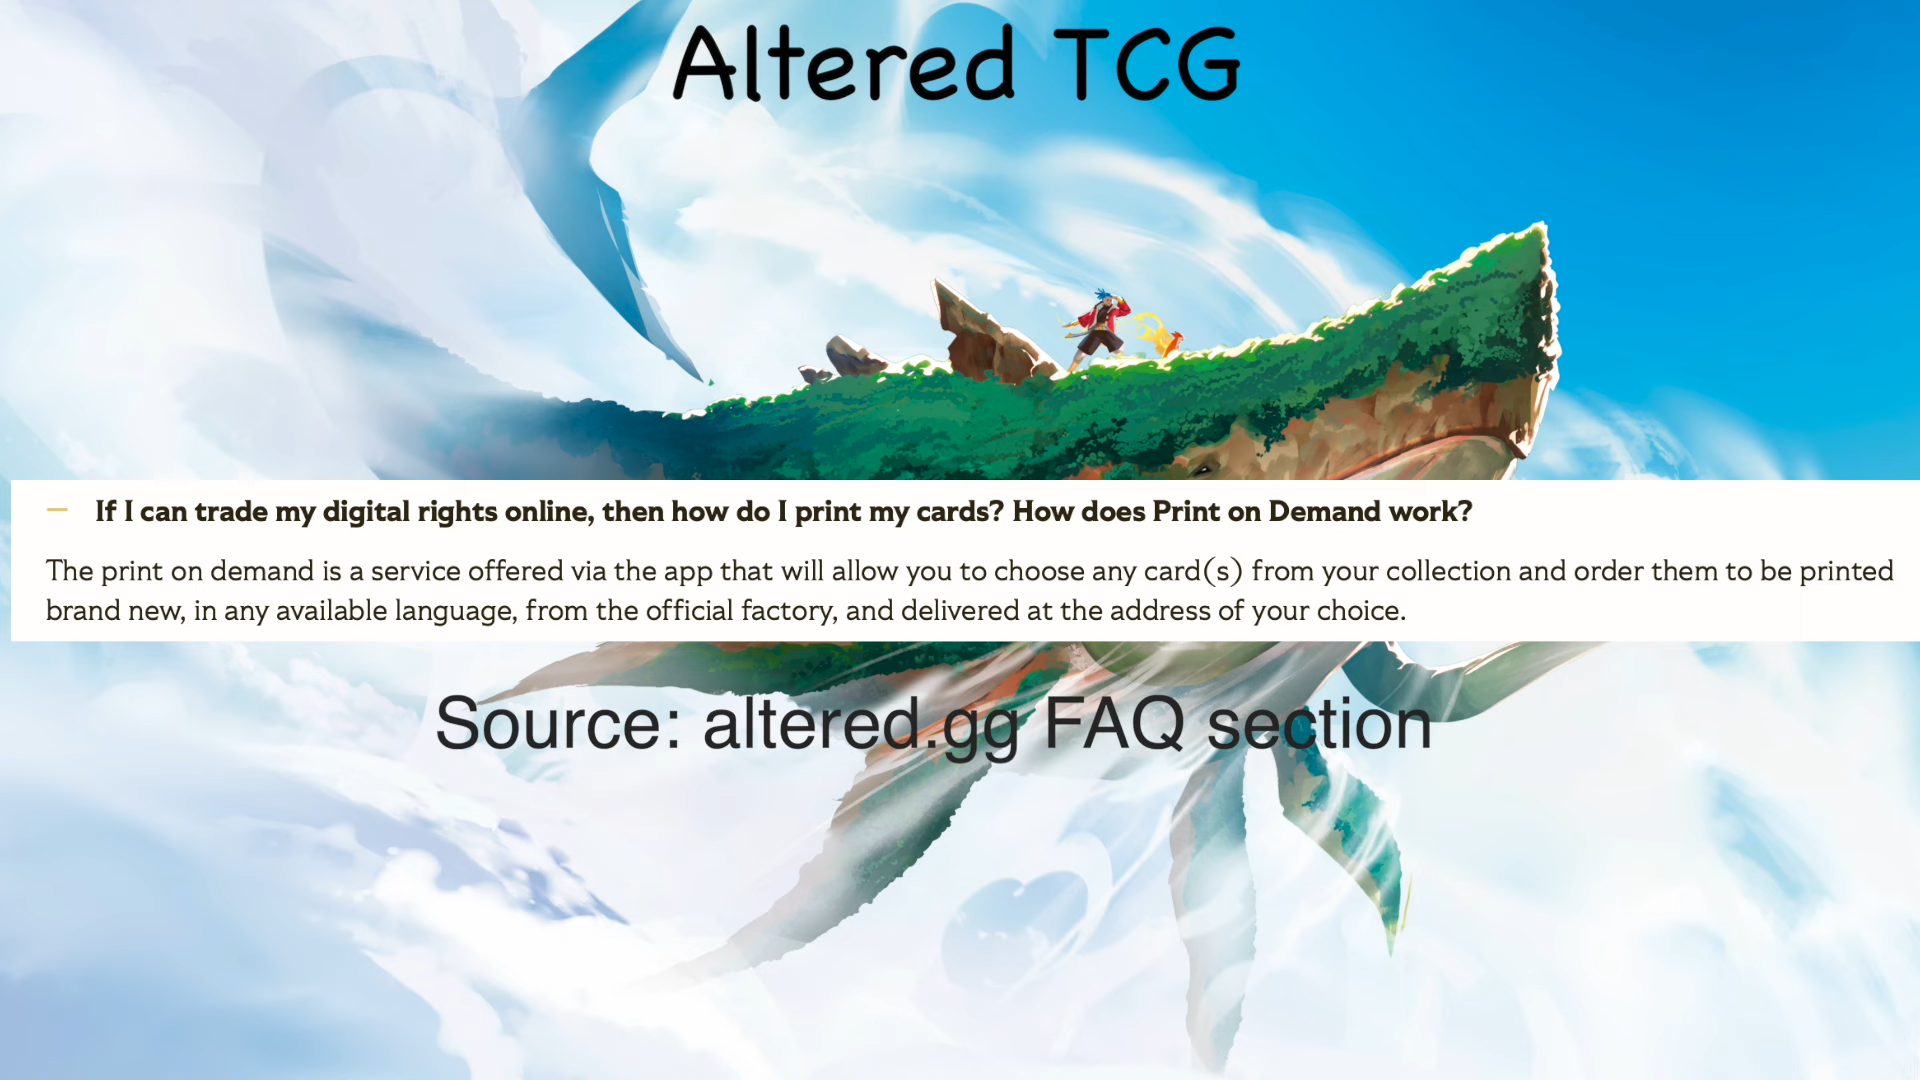 Altered TCG
— If I can trade my digital rights online, then how do I print my cards? How does Print on Demand work?
The print on demand is a service offered via the app that will allow you to choose any card(s) from your collection and order them to be printed
brand new, in any available language, from the official factory, and delivered at the address of your choice.
Source: altered.gg FAQ section